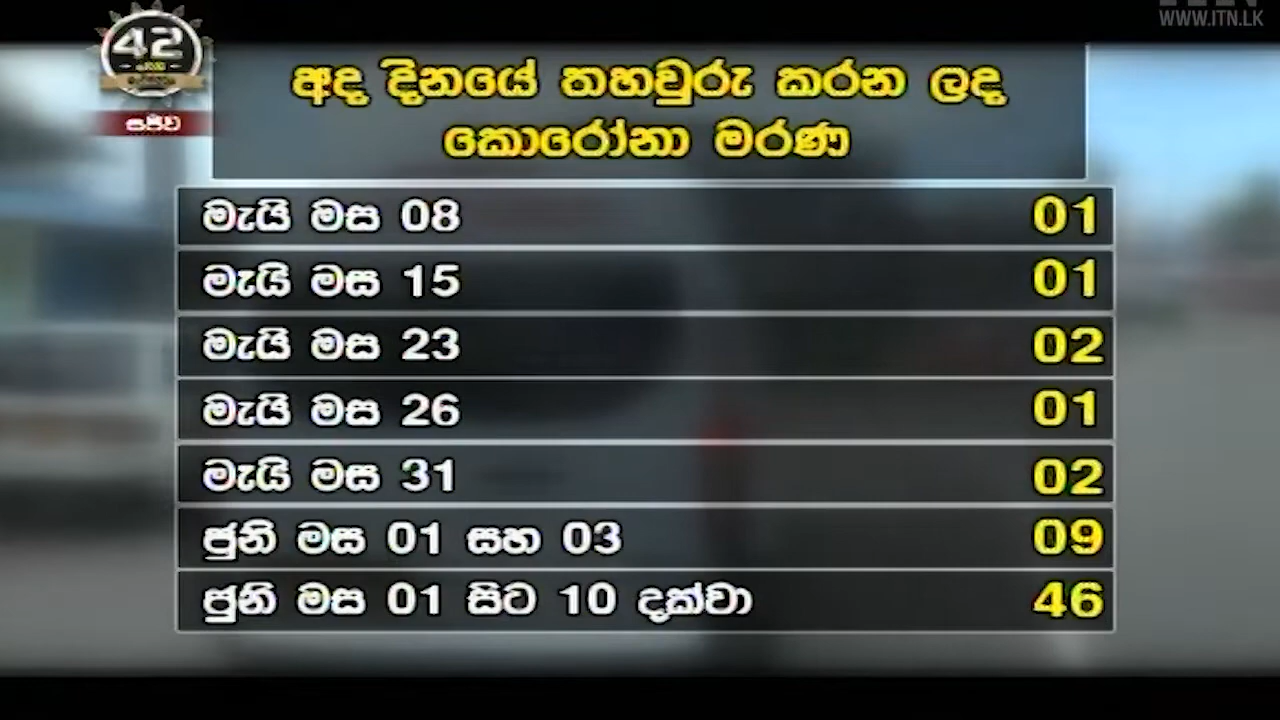 WWW.ITN.LK
42
සජීව
අද දිනයේ තහවුරු කරන ලද
කොරෝනා මරණ
මැයි මස 08 01
මැයි මස 15 01
මැයි මස 23 02
මැයි මස 26 01
මැයි මස 31 02
ජුනි මස 01 සහ 03 09
ජුනි මස 01 සිට 10 දක්වා 46